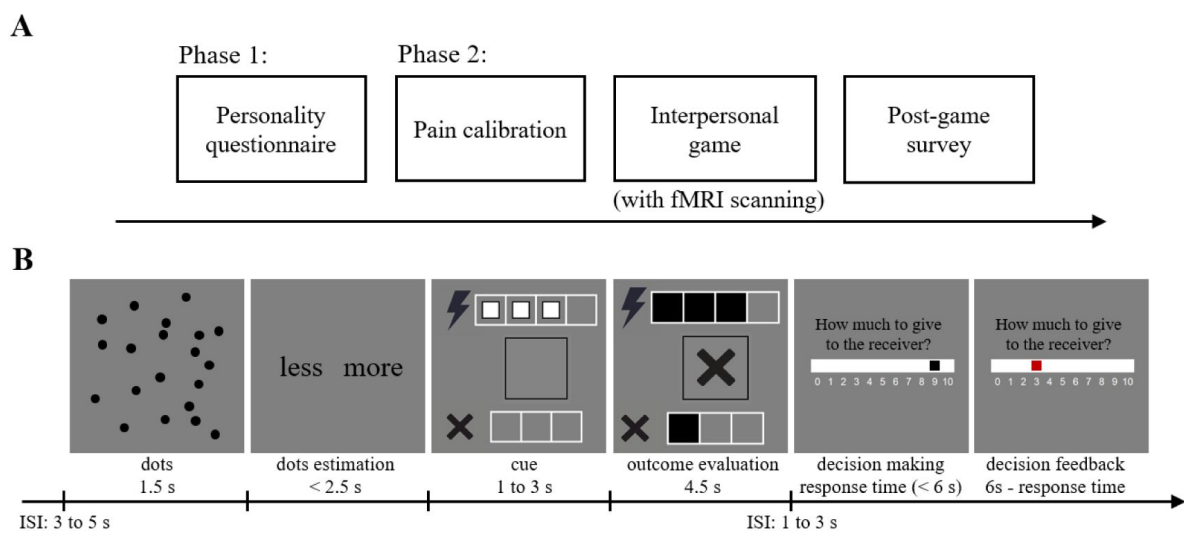 A
Phase 1:
Phase 2:
Personality
questionnaire
Pain calibration
Interpersonal
game
Post-game
survey
(with fMRI scanning)
B
less more
How much to give
to the receiver?
0 1 2 3 4 5 6 7 8 9 10
How much to give
to the receiver?
0 1 2 3 4 5 6 7 8 9 10
dots
1.5 s
dots estimation
< 2.5 s
cue
1 to 3 s
outcome evaluation
4.5 s
decision making
response time (< 6 s)
decision feedback
6s - response time
ISI: 3 to 5 s
ISI: 1 to 3 s